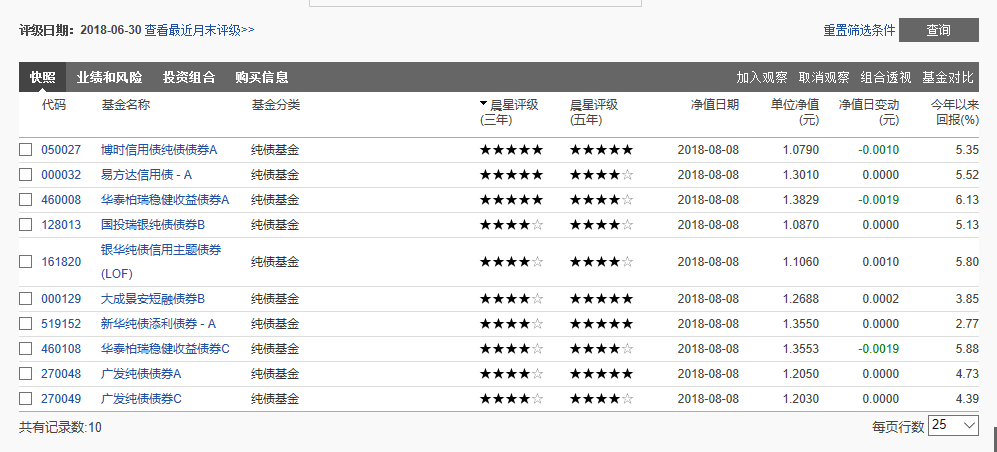 评级日期：2018-06-30 查看最近月末评级>> 重置筛选条件 查询
快照 业绩和风险 投资组合 购买信息 加入观察 取消观察 组合透视 基金对比
代码 基金名称 基金分类 晨星评级 晨星评级 净值日期 单位净值 净值日变动 今年以来
(三年) (五年) (元) (元) 回报(%)
050027 博时信用债纯债债券A 纯债基金 ★★★★★ ★★★★★ 2018-08-08 1.0790 -0.0010 5.35
000032 易方达信用债 - A 纯债基金 ★★★★★ ★★★★☆ 2018-08-08 1.3010 0.0000 5.52
460008 华泰柏瑞稳健收益债券A 纯债基金 ★★★★★ ★★★★☆ 2018-08-08 1.3829 -0.0019 6.13
128013 国投瑞银纯债债券B 纯债基金 ★★★★☆ ★★★★☆ 2018-08-08 1.0870 0.0000 5.13
银华纯债信用主题债券
161820 纯债基金 ★★★★☆ ★★★★☆ 2018-08-08 1.1060 0.0010 5.80
(LOF)
000129 大成景安短融债券B 纯债基金 ★★★★☆ ★★★★★ 2018-08-08 1.2688 0.0002 3.85
519152 新华纯债添利债券 - A 纯债基金 ★★★★☆ ★★★★★ 2018-08-08 1.3550 0.0000 2.77
460108 华泰柏瑞稳健收益债券C 纯债基金 ★★★★☆ ★★★★☆ 2018-08-08 1.3553 -0.0019 5.88
270048 广发纯债债券A 纯债基金 ★★★★☆ ★★★★★ 2018-08-08 1.2050 0.0000 4.73
270049 广发纯债债券C 纯债基金 ★★★★☆ ★★★★☆ 2018-08-08 1.2030 0.0000 4.39
共有记录数:10 每页行数 25